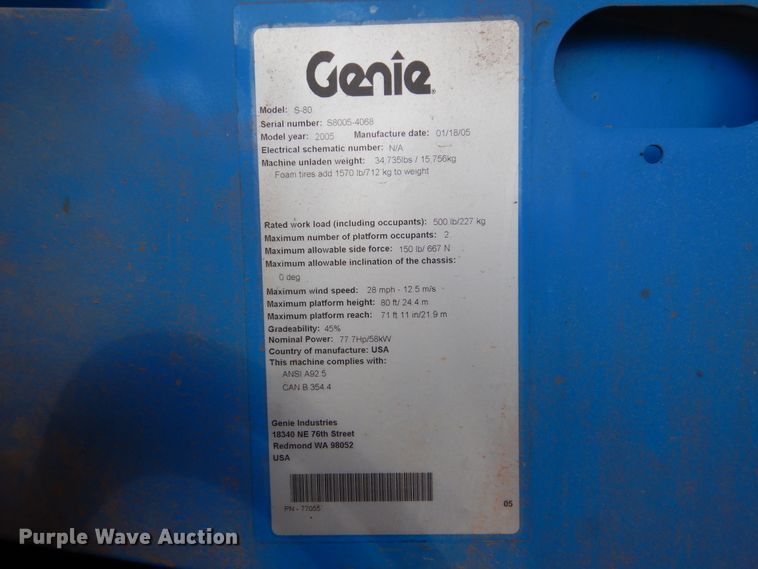 Genie
Model: S-80
Serial number: S8005-4068
Model year: 2005 Manufacture date: 01/18/05
Electrical schematic number: N/A
Machine unladen weight: 34,735lbs / 15,756kg
Foam tires add 1570 lb/712 kg to weight
Rated work load (including occupants): 500 lb/227 kg
Maximum number of platform occupants: 2
Maximum allowable side force: 150 lb/ 667 N
Maximum allowable inclination of the chassis:
0 deg
Maximum wind speed: 28 mph - 12.5 m/s
Maximum platform height: 80 ft/ 24.4 m
Maximum platform reach: 71 ft 11 in/21.9 m
Gradeability: 45%
Nominal Power: 77.7Hp/58kW
Country of manufacture: USA
This machine complies with:
ANSI A92.5
CAN B.354.4
Genie Industries
18340 NE 76th Street
Redmond WA 98052
USA
PN - 77055 05
Purple Wave Auction